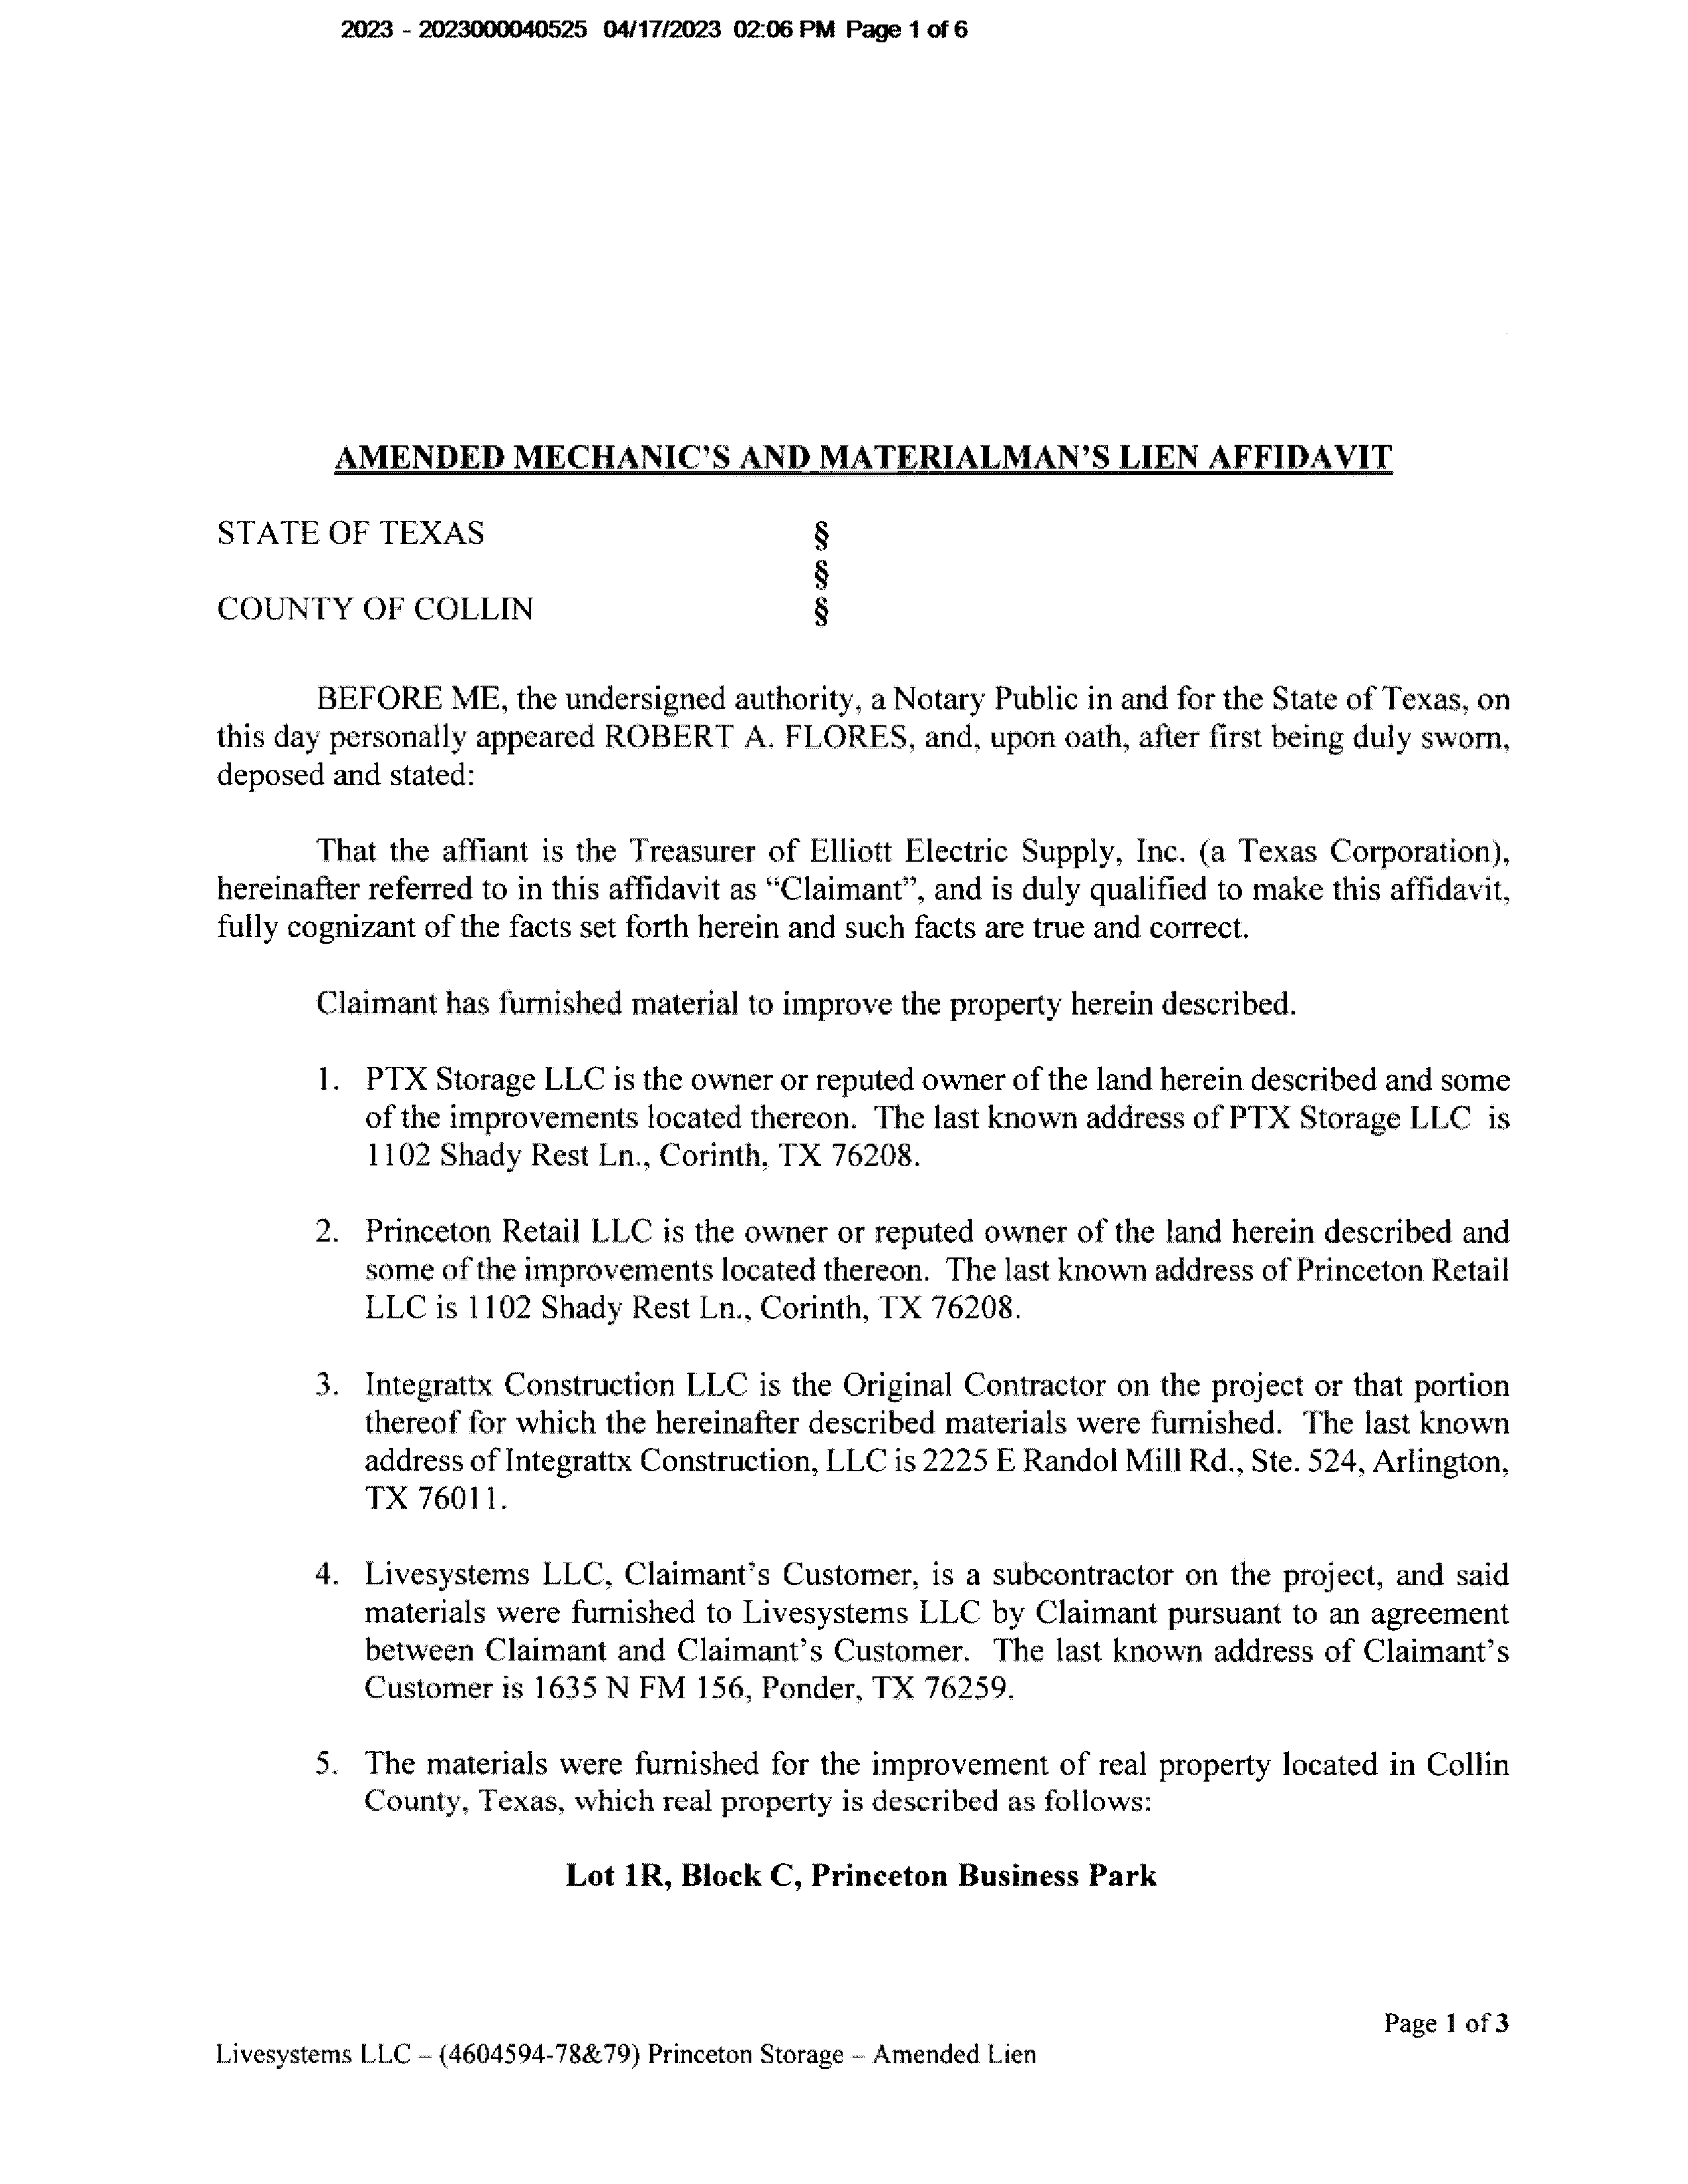 2023 - 2023000040525 04/17/2023 02:06 PM Page 1 of 6
AMENDED MECHANIC'S AND MATERIALMAN'S LIEN AFFIDAVIT
STATE OF TEXAS §
§
COUNTY OF COLLIN §
BEFORE ME, the undersigned authority, a Notary Public in and for the State of Texas, on
this day personally appeared ROBERT A. FLORES, and, upon oath, after first being duly sworn,
deposed and stated:
That the affiant is the Treasurer of Elliott Electric Supply, Inc. (a Texas Corporation),
hereinafter referred to in this affidavit as “Claimant”, and is duly qualified to make this affidavit,
fully cognizant of the facts set forth herein and such facts are true and correct.
Claimant has furnished material to improve the property herein described.
1. PTX Storage LLC is the owner or reputed owner of the land herein described and some
of the improvements located thereon. The last known address of PTX Storage LLC is
1102 Shady Rest Ln., Corinth, TX 76208.
2. Princeton Retail LLC is the owner or reputed owner of the land herein described and
some of the improvements located thereon. The last known address of Princeton Retail
LLC is 1102 Shady Rest Ln., Corinth, TX 76208.
3. Integrattx Construction LLC is the Original Contractor on the project or that portion
thereof for which the hereinafter described materials were furnished. The last known
address of Integrattx Construction, LLC is 2225 E Randol Mill Rd., Ste. 524, Arlington,
TX 76011.
4. Livesystems LLC, Claimant's Customer, is a subcontractor on the project, and said
materials were furnished to Livesystems LLC by Claimant pursuant to an agreement
between Claimant and Claimant's Customer. The last known address of Claimant's
Customer is 1635 N FM 156, Ponder, TX 76259.
5. The materials were furnished for the improvement of real property located in Collin
County, Texas, which real property is described as follows:
Lot 1R, Block C, Princeton Business Park
Page 1 of 3
Livesystems LLC – (4604594-78&79) Princeton Storage – Amended Lien